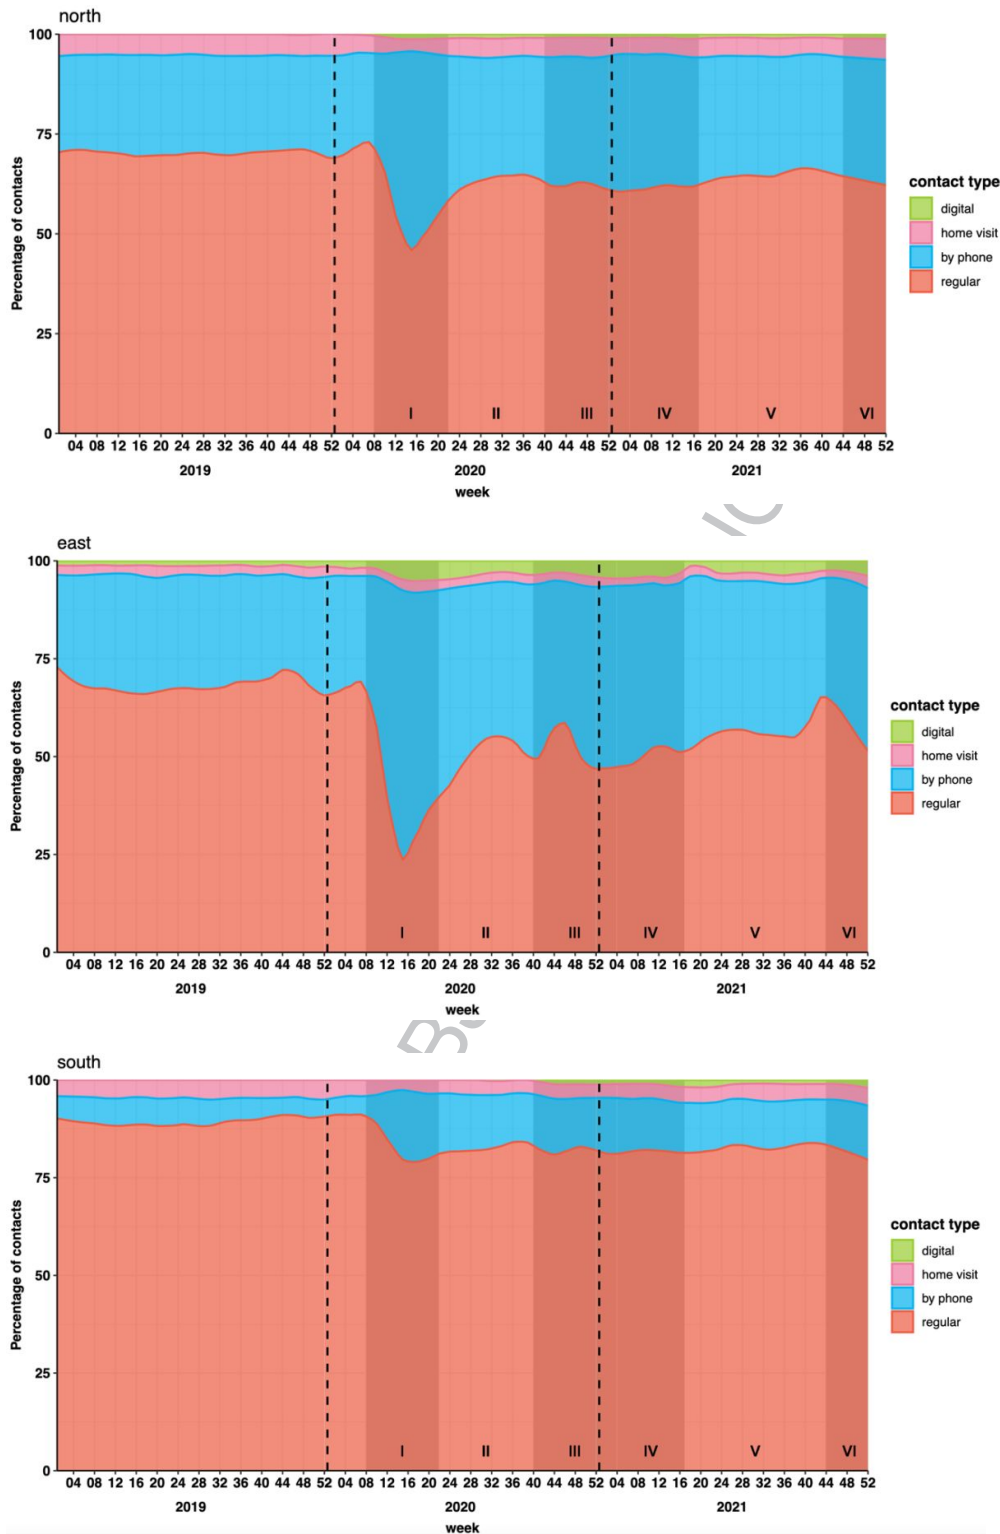 north
100
75
50
25
0
Percentage of contacts
I II III IV V VI
04 08 12 16 20 24 28 32 36 40 44 48 52 04 08 12 16 20 24 28 32 36 40 44 48 52 04 08 12 16 20 24 28 32 36 40 44 48 52
2019 2020 2021
week
contact type
digital
home visit
by phone
regular
east
100
75
50
25
0
Percentage of contacts
I II III IV V VI
04 08 12 16 20 24 28 32 36 40 44 48 52 04 08 12 16 20 24 28 32 36 40 44 48 52 04 08 12 16 20 24 28 32 36 40 44 48 52
2019 2020 2021
week
contact type
digital
home visit
by phone
regular
south
100
75
50
25
0
Percentage of contacts
I II III IV V VI
04 08 12 16 20 24 28 32 36 40 44 48 52 04 08 12 16 20 24 28 32 36 40 44 48 52 04 08 12 16 20 24 28 32 36 40 44 48 52
2019 2020 2021
week
contact type
digital
home visit
by phone
regular